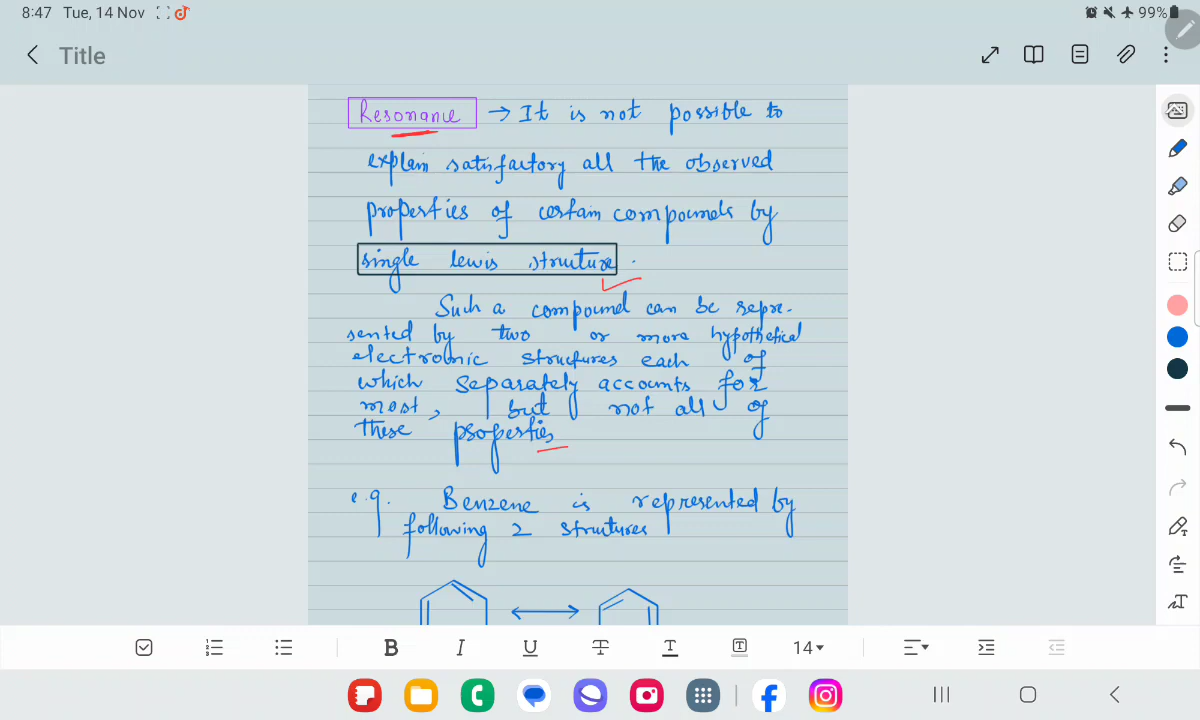 8:47 Tue, 14 Nov
99%
Title
Resonance → It is not possible to
explain satisfactory all the observed
properties of certain compounds by
single lewis structure.
Such a compound can be repre-
sented by two or more hypothetical
electronic structures each of
which separately accounts for
most, but not all of
these properties
e.g. Benzene is represented by
following 2 structures
B I U T T T 14